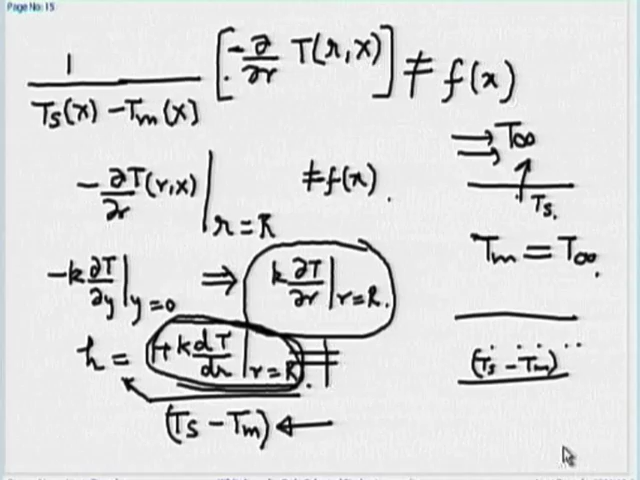 Page No: 15
1 / (Ts(x) - Tm(x)) [-∂/∂r T(r,x)] ≠ f(x)
⇒ T∞
-∂T(r,x)/∂r |r=R ≠ f(x).
Ts.
Tm = T∞.
-k ∂T/∂y |y=0 ⇒ k ∂T/∂r |r=R.
h = +k dT/dr |r=R. / (Ts - Tm) ←
(Ts - Tm)